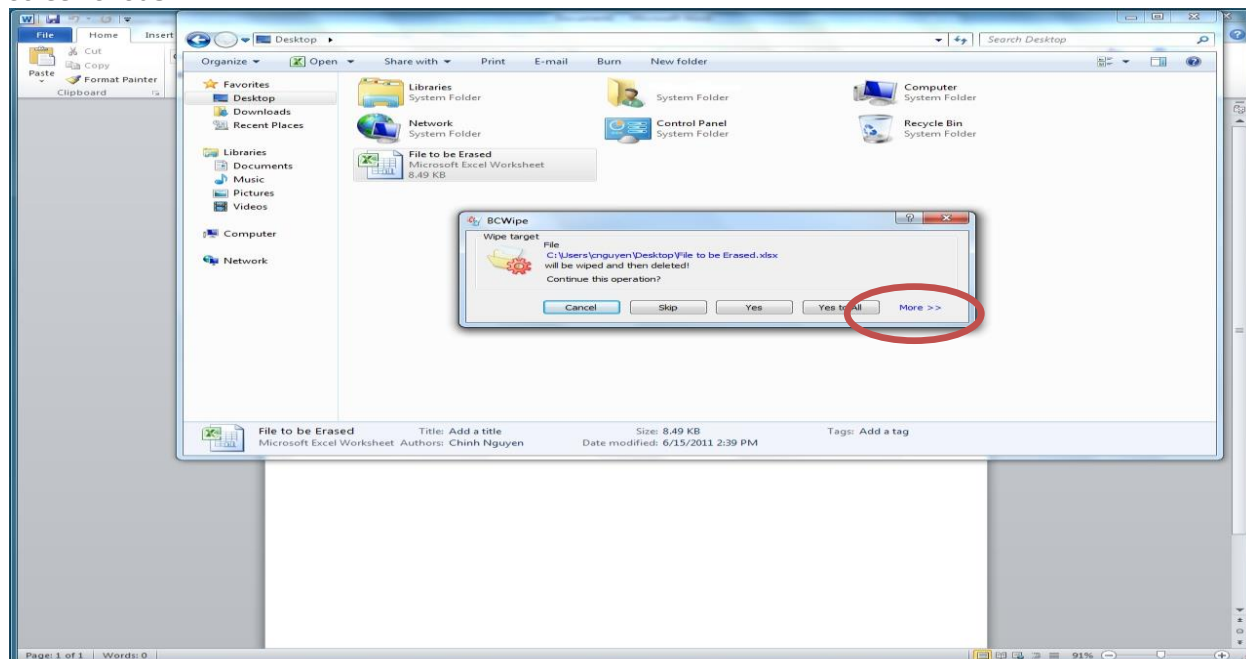 File Home Insert
Cut
Copy
Paste
Format Painter
Clipboard
Desktop
Search Desktop
Organize Open Share with Print E-mail Burn New folder
Favorites
Desktop
Downloads
Recent Places
Libraries
Documents
Music
Pictures
Videos
Computer
Network
Libraries
System Folder
System Folder
Computer
System Folder
Network
System Folder
Control Panel
System Folder
Recycle Bin
System Folder
File to be Erased
Microsoft Excel Worksheet
8.49 KB
BCWipe
Wipe target
File
C:\Users\cnguyen\Desktop\File to be Erased.xlsx
will be wiped and then deleted!
Continue this operation?
Cancel Skip Yes Yes to All More >>
File to be Erased Title: Add a title Size: 8.49 KB Tags: Add a tag
Microsoft Excel Worksheet Authors: Chinh Nguyen Date modified: 6/15/2011 2:39 PM
Page: 1 of 1 Words: 0 91%